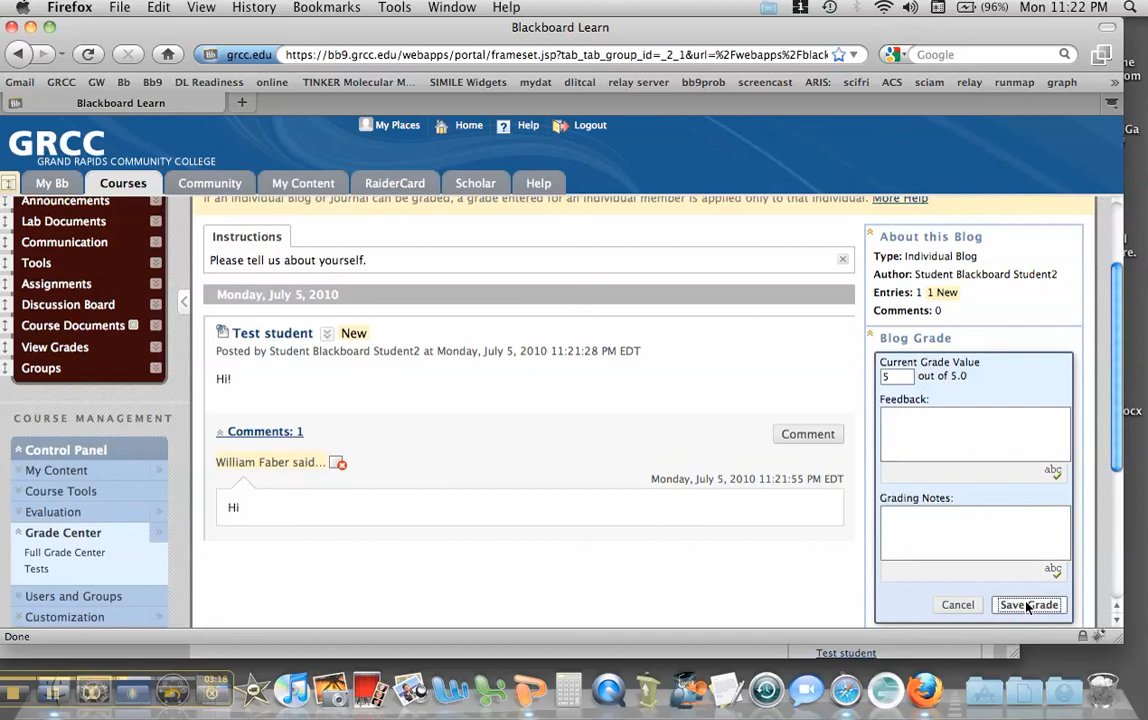 Firefox File Edit View History Bookmarks Tools Window Help 1 (96%) Mon 11:22 PM
Blackboard Learn
grcc.edu https://bb9.grcc.edu/webapps/portal/frameset.jsp?tab_tab_group_id=_2_1&url=%2Fwebapps%2Fblack Google
Gmail GRCC GW Bb Bb9 DL Readiness online TINKER Molecular M... SIMILE Widgets mydat dlitcal relay server bb9prob screencast ARIS: scifri ACS sciam relay runmap graph
Blackboard Learn
My Places Home Help Logout
GRCC
GRAND RAPIDS COMMUNITY COLLEGE
My Bb Courses Community My Content RaiderCard Scholar Help
Announcements
Lab Documents
Communication
Tools
Assignments
Discussion Board
Course Documents
View Grades
Groups
COURSE MANAGEMENT
Control Panel
My Content
Course Tools
Evaluation
Grade Center
Full Grade Center
Tests
Users and Groups
Customization
If an Individual Blog or Journal can be graded, a grade entered for an individual member is applied only to that individual. More Help
Instructions
Please tell us about yourself.
Monday, July 5, 2010
Test student New
Posted by Student Blackboard Student2 at Monday, July 5, 2010 11:21:28 PM EDT
Hi!
Comments: 1
Comment
William Faber said...
Monday, July 5, 2010 11:21:55 PM EDT
Hi
About this Blog
Type: Individual Blog
Author: Student Blackboard Student2
Entries: 1 1 New
Comments: 0
Blog Grade
Current Grade Value
5 out of 5.0
Feedback:
abc
Grading Notes:
abc
Cancel Save Grade
Done
Test student
03:16